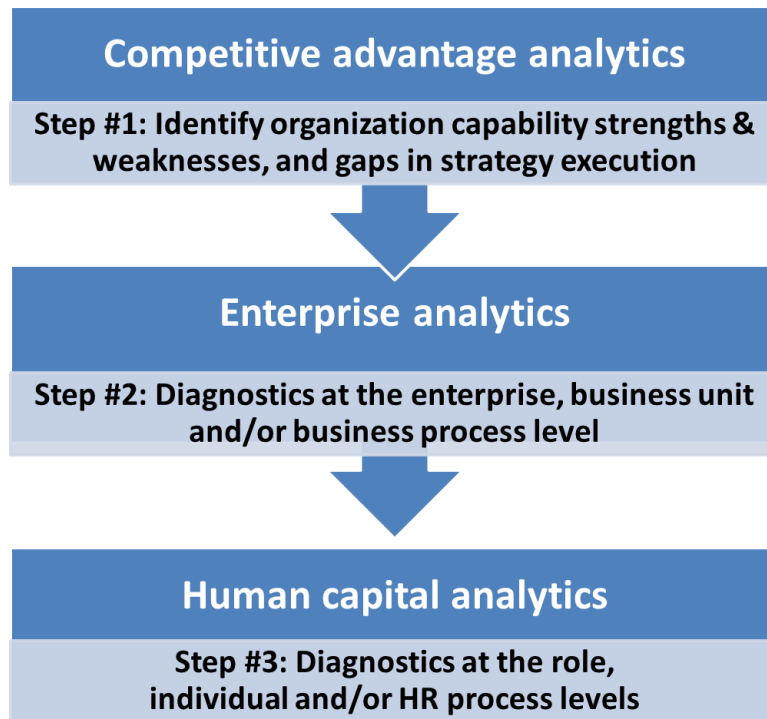 Competitive advantage analytics
Step #1: Identify organization capability strengths &
weaknesses, and gaps in strategy execution
Enterprise analytics
Step #2: Diagnostics at the enterprise, business unit
and/or business process level
Human capital analytics
Step #3: Diagnostics at the role,
individual and/or HR process levels